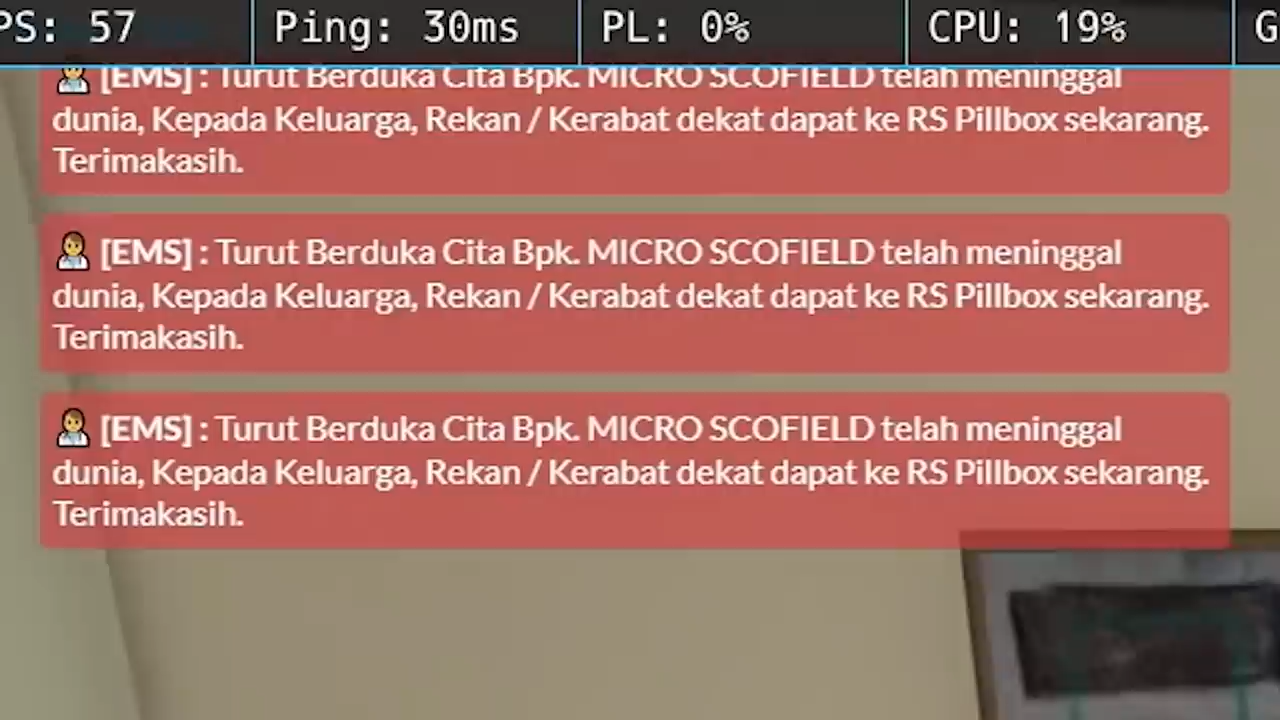 PS: 57 Ping: 30ms PL: 0% CPU: 19% G
[EMS] : Turut Berduka Cita Bpk. MICRO SCOFIELD telah meninggal
dunia, Kepada Keluarga, Rekan / Kerabat dekat dapat ke RS Pillbox sekarang.
Terimakasih.
[EMS] : Turut Berduka Cita Bpk. MICRO SCOFIELD telah meninggal
dunia, Kepada Keluarga, Rekan / Kerabat dekat dapat ke RS Pillbox sekarang.
Terimakasih.
[EMS] : Turut Berduka Cita Bpk. MICRO SCOFIELD telah meninggal
dunia, Kepada Keluarga, Rekan / Kerabat dekat dapat ke RS Pillbox sekarang.
Terimakasih.